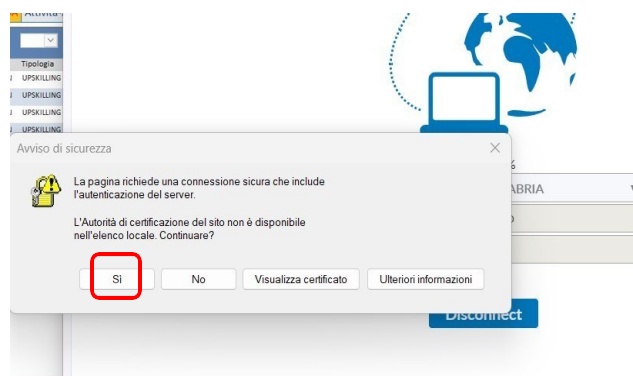 Attività
Tipologia
UPSKILLING
UPSKILLING
UPSKILLING
UPSKILLING
%
ABRIA
Avviso di sicurezza
La pagina richiede una connessione sicura che include
l'autenticazione del server.
L'Autorità di certificazione del sito non è disponibile
nell'elenco locale. Continuare?
Sì No Visualizza certificato Ulteriori informazioni
Disconnect